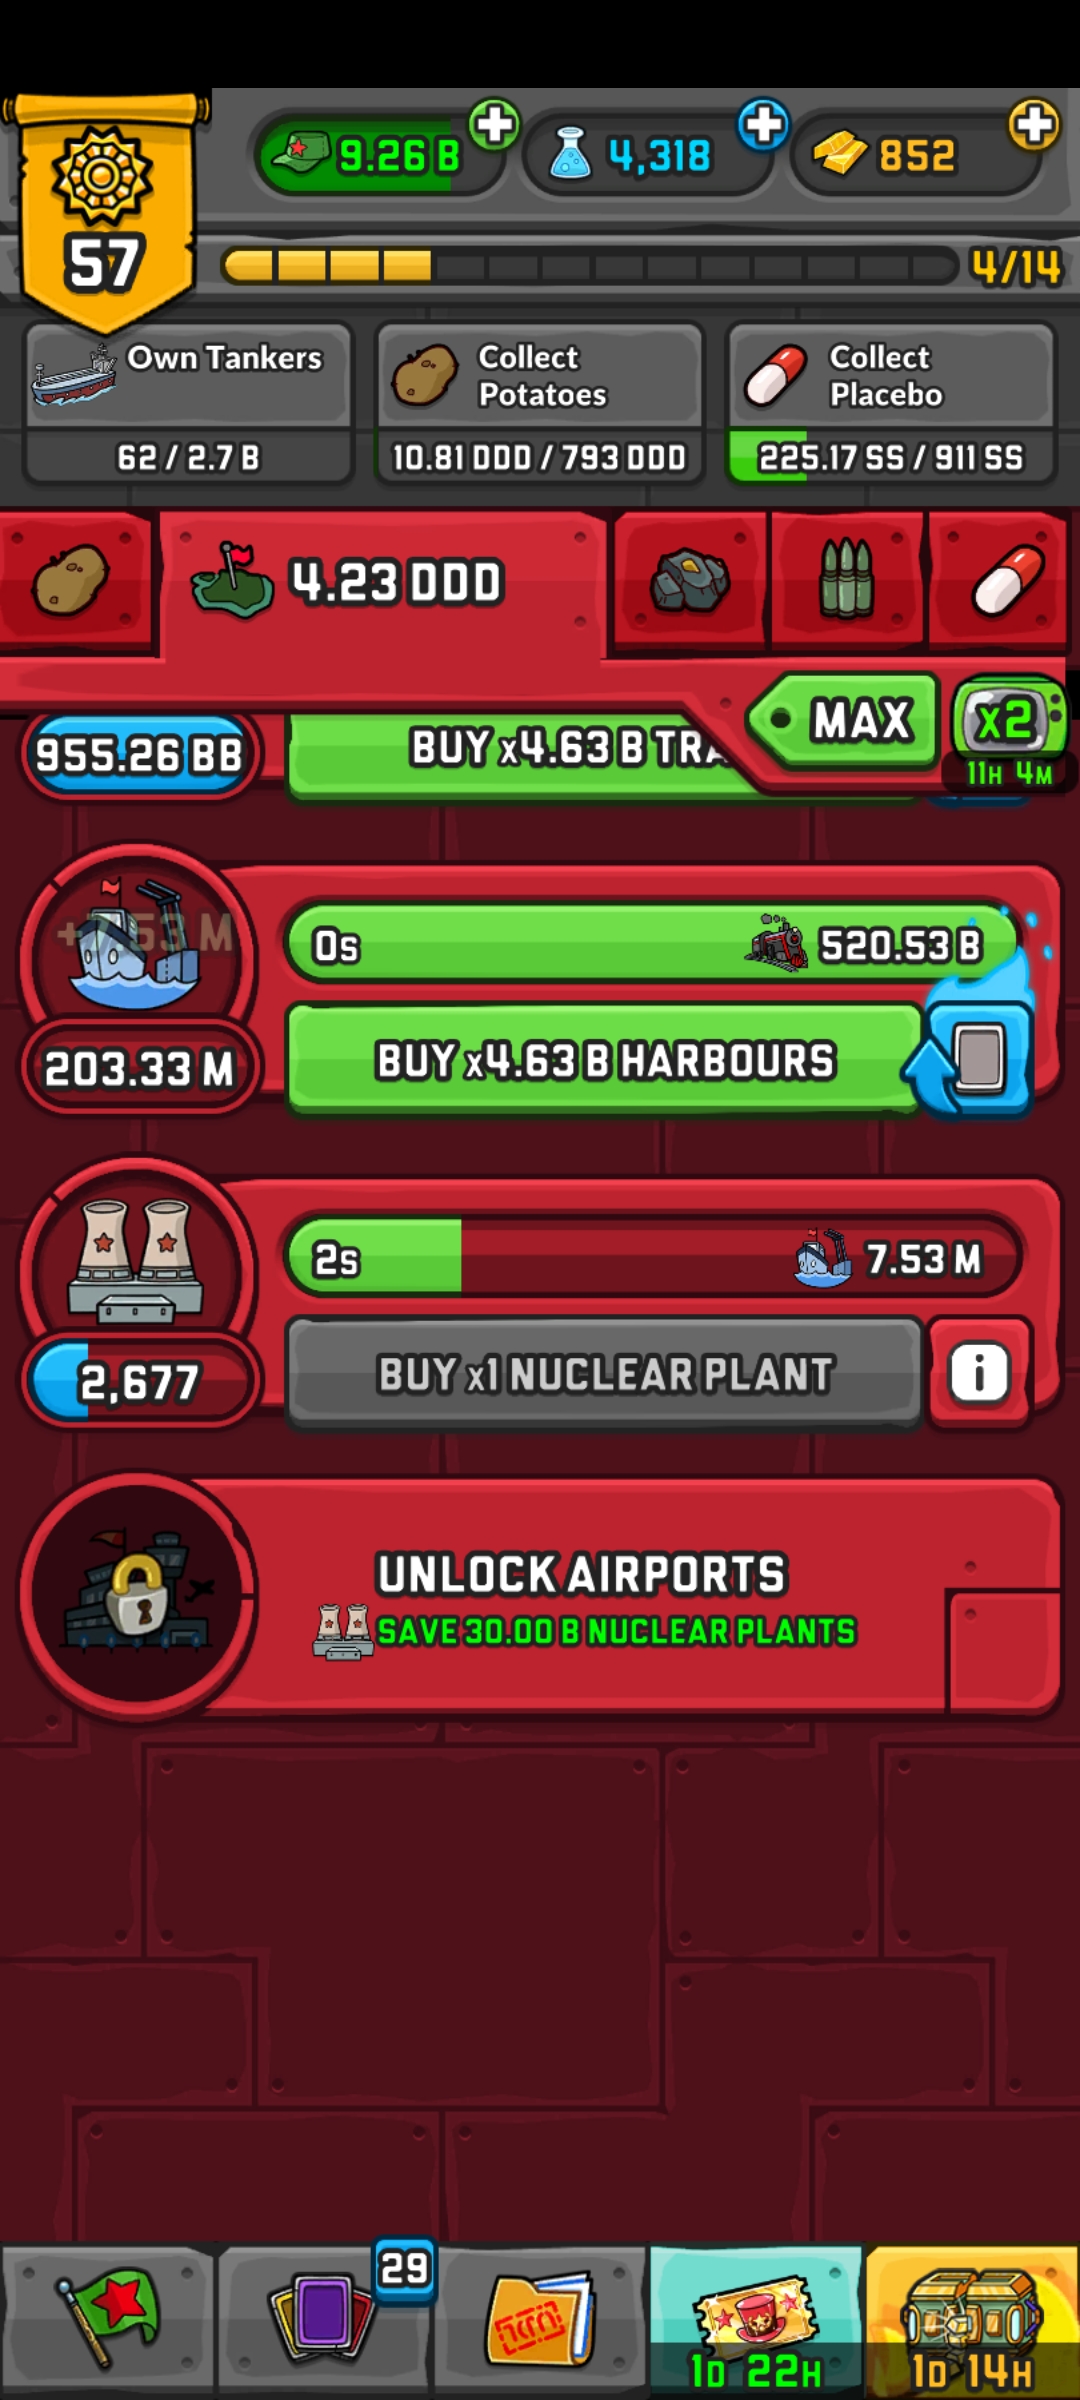 9.26 B
4,318
852
57
4/14
Own Tankers
62 / 2.7 B
Collect
Potatoes
10.81 DDD / 793 DDD
Collect
Placebo
225.17 SS / 911 SS
4.23 DDD
MAX
x2
11H 4M
955.26 BB
BUY x4.63 B TRA
+7.53 M
0s
520.53 B
203.33 M
BUY x4.63 B HARBOURS
2s
7.53 M
2,677
BUY x1 NUCLEAR PLANT
i
UNLOCK AIRPORTS
SAVE 30.00 B NUCLEAR PLANTS
29
1D 22H
1D 14H